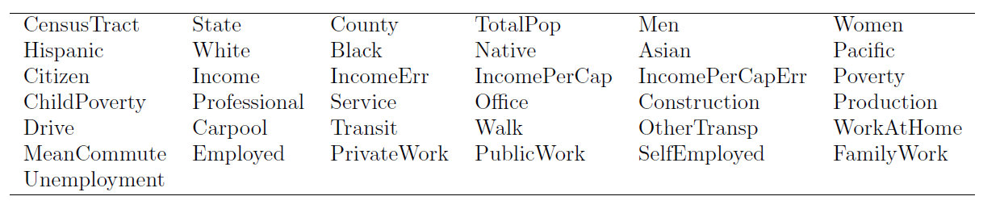 CensusTract State County TotalPop Men Women
Hispanic White Black Native Asian Pacific
Citizen Income IncomeErr IncomePerCap IncomePerCapErr Poverty
ChildPoverty Professional Service Office Construction Production
Drive Carpool Transit Walk OtherTransp WorkAtHome
MeanCommute Employed PrivateWork PublicWork SelfEmployed FamilyWork
Unemployment